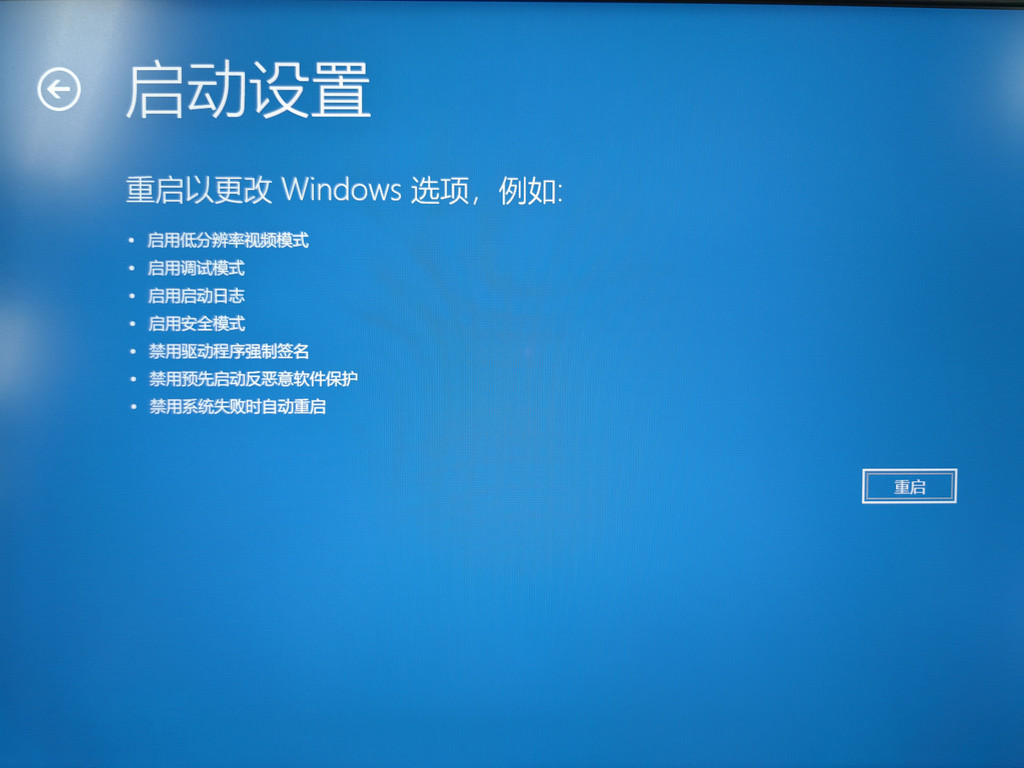 启动设置
重启以更改 Windows 选项，例如:
• 启用低分辨率视频模式
• 启用调试模式
• 启用启动日志
• 启用安全模式
• 禁用驱动程序强制签名
• 禁用预先启动反恶意软件保护
• 禁用系统失败时自动重启
重启